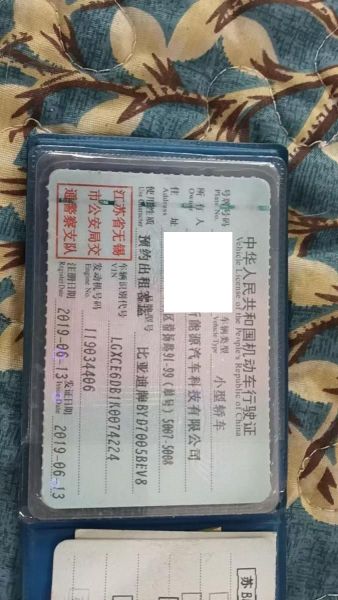 中华人民共和国机动车行驶证
Vehicle License of the People's Republic of China
号牌号码
Plate No.
车辆类型
Vehicle Type
小型轿车
所有人
Owner
新能源汽车科技有限公司
住址
Address
91-99(单号)5007-5008
使用性质
Use Character
预约出租客运
品牌型号
比亚迪牌BYD7005BEV8
江苏省无锡
市公安局交
通警察支队
车辆识别代号
VIN
LGXCE6DB1K0074224
发动机号码
Engine No.
119034406
注册日期
Register Date
2019-06-13
发证日期
Issue Date
2019-06-13
苏B